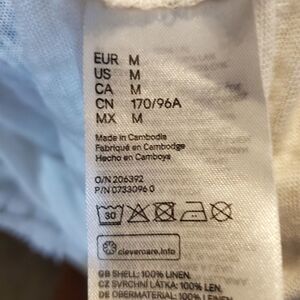 EUR M
US M
CA M
CN 170/96A
MX M
Made in Cambodia
Fabriqué en Cambodge
Hecho en Camboya
O/N 206392
P/N 0733096 0
30
clevercare.info
GB SHELL: 100% LINEN.
CZ SVRCHNÍ LÁTKA: 100% LEN.
DE OBERMATERIAL: 100% LEINEN